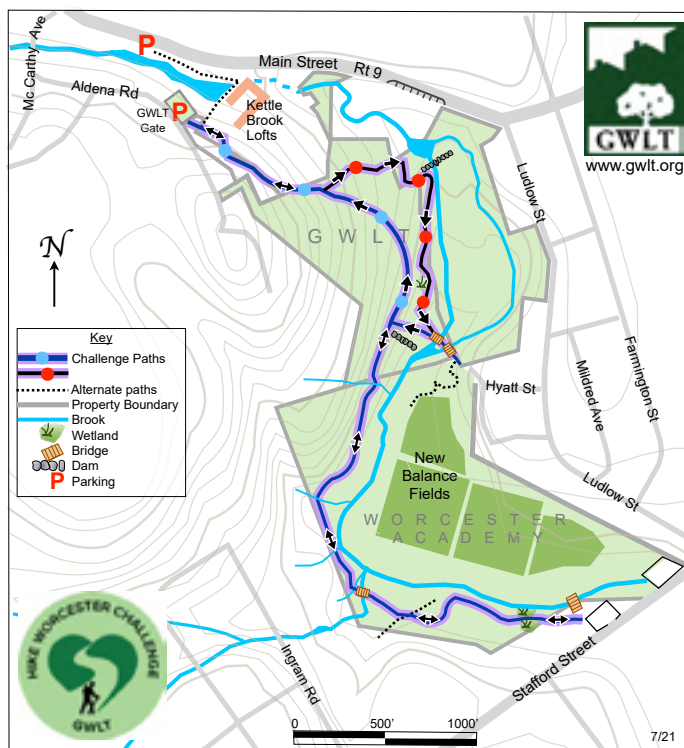 Mc Carthy Ave
P
Main Street Rt 9
Aldena Rd
P
GWLT
Gate
Kettle
Brook
Lofts
GWLT
www.gwlt.org
Ludlow St
G W L T
N
Key
Challenge Paths
Alternate paths
Property Boundary
Brook
Wetland
Bridge
Dam
P Parking
Hyatt St
Mildred Ave
Farmington St
Ludlow St
New
Balance
Fields
W O R C E S T E R
A C A D E M Y
HIKE WORCESTER CHALLENGE
GWLT
Ingram Rd
Stafford Street
0 500' 1000'
7/21